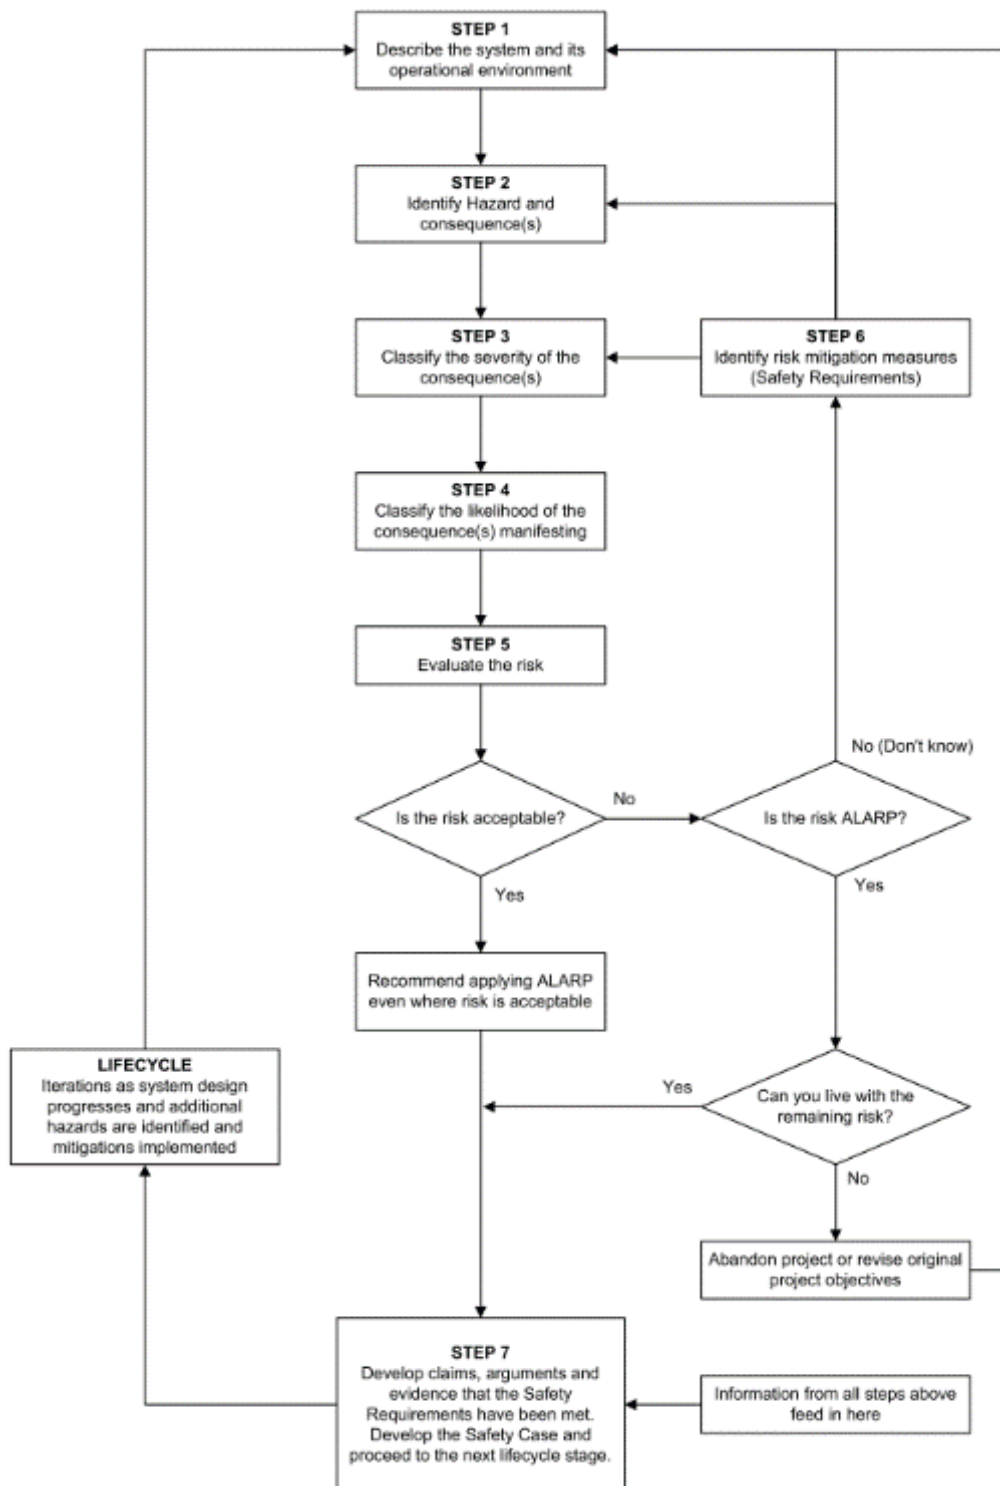 STEP 1
Describe the system and its
operational environment
STEP 2
Identify Hazard and
consequence(s)
STEP 3
Classify the severity of the
consequence(s)
STEP 6
Identify risk mitigation measures
(Safety Requirements)
STEP 4
Classify the likelihood of the
consequence(s) manifesting
STEP 5
Evaluate the risk
No (Don't know)
Is the risk acceptable?
No
Is the risk ALARP?
Yes
Yes
Recommend applying ALARP
even where risk is acceptable
LIFECYCLE
Iterations as system design
progresses and additional
hazards are identified and
mitigations implemented
Yes
Can you live with the
remaining risk?
No
Abandon project or revise original
project objectives
STEP 7
Develop claims, arguments and
evidence that the Safety
Requirements have been met.
Develop the Safety Case and
proceed to the next lifecycle stage.
Information from all steps above
feed in here